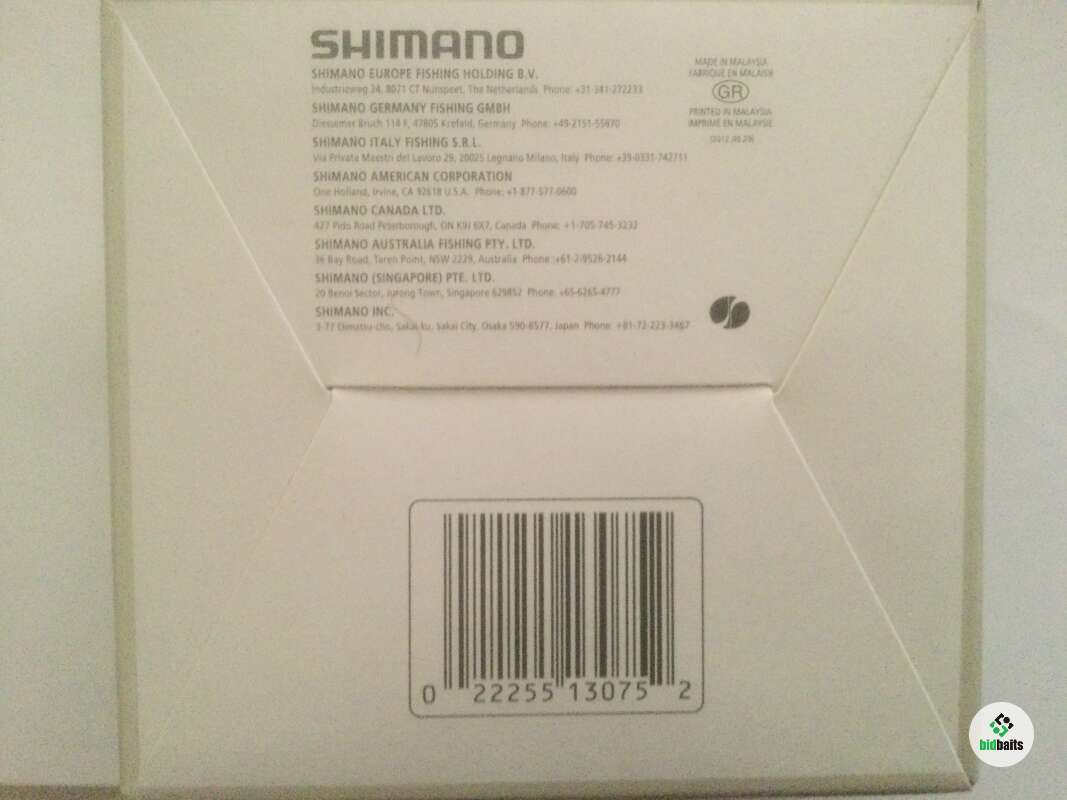 SHIMANO
SHIMANO EUROPE FISHING HOLDING B.V.
Industrieweg 24, 8071 CT Nunspeet, The Netherlands Phone: +31-341-272233
SHIMANO GERMANY FISHING GMBH
Diessemer Bruch 114 F, 47805 Krefeld, Germany Phone: +49-2151-55870
SHIMANO ITALY FISHING S.R.L.
Via Private Maestri del Lavoro 29, 20025 Legnano Milano, Italy Phone: +39-0331-742711
SHIMANO AMERICAN CORPORATION
One Holland, Irvine, CA 92618 U.S.A. Phone: +1-877-577-0600
SHIMANO CANADA LTD.
427 Pido Road Peterborough, ON K9J 6X7, Canada Phone: +1-705-745-3232
SHIMANO AUSTRALIA FISHING PTY. LTD.
36 Bay Road, Taren Point, NSW 2229, Australia Phone :+61-2-9526-2144
SHIMANO (SINGAPORE) PTE. LTD.
20 Benoi Sector, Jurong Town, Singapore 629852 Phone: +65-6265-4777
SHIMANO INC.
3-77 Oimatsu-cho, Sakai-ku, Sakai City, Osaka 590-8577, Japan Phone: +81-72-223-3467
MADE IN MALAYSIA
FABRIQUE EN MALAISIE
GR
PRINTED IN MALAYSIA
IMPRIME EN MALAYSIE
0 22255 13075 2
bidbaits